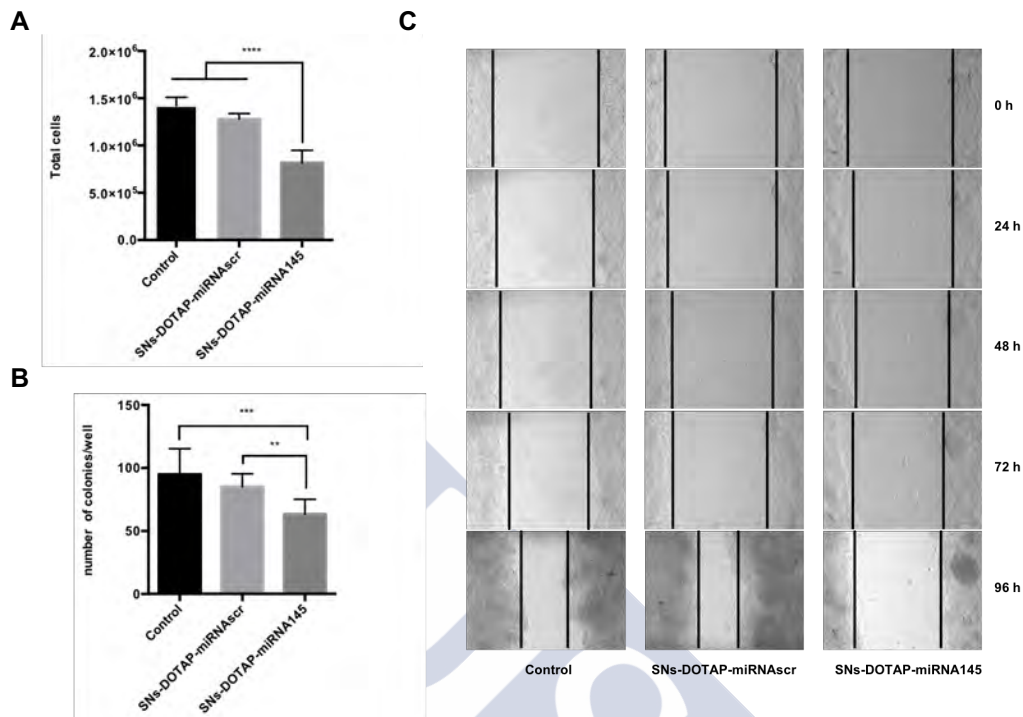 A
2.0×10⁶
1.5×10⁶
1.0×10⁶
5.0×10⁵
0.0
Total cells
****
Control
SNs-DOTAP-miRNAscr
SNs-DOTAP-miRNA145
B
150
100
50
0
number of colonies/well
***
**
Control
SNs-DOTAP-miRNAscr
SNs-DOTAP-miRNA145
C
0 h
24 h
48 h
72 h
96 h
Control SNs-DOTAP-miRNAscr SNs-DOTAP-miRNA145